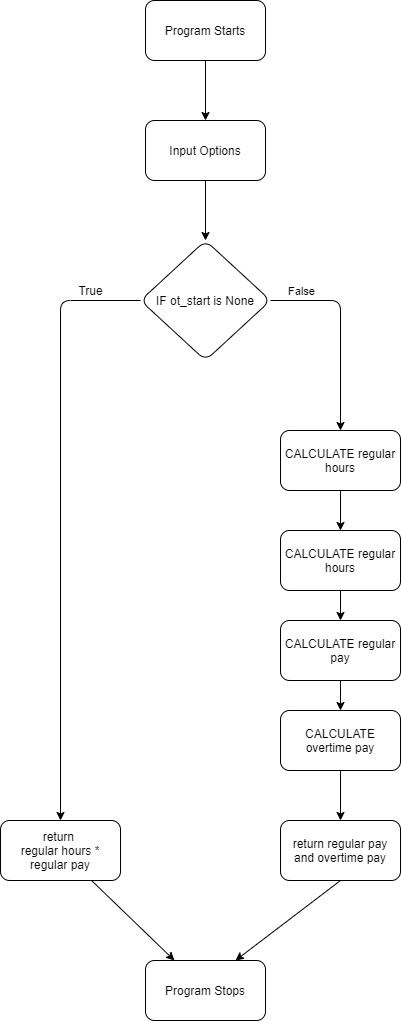 Program Starts
Input Options
IF ot_start is None
True
False
CALCULATE regular
hours
CALCULATE regular
hours
CALCULATE regular
pay
CALCULATE
overtime pay
return
regular hours *
regular pay
return regular pay
and overtime pay
Program Stops